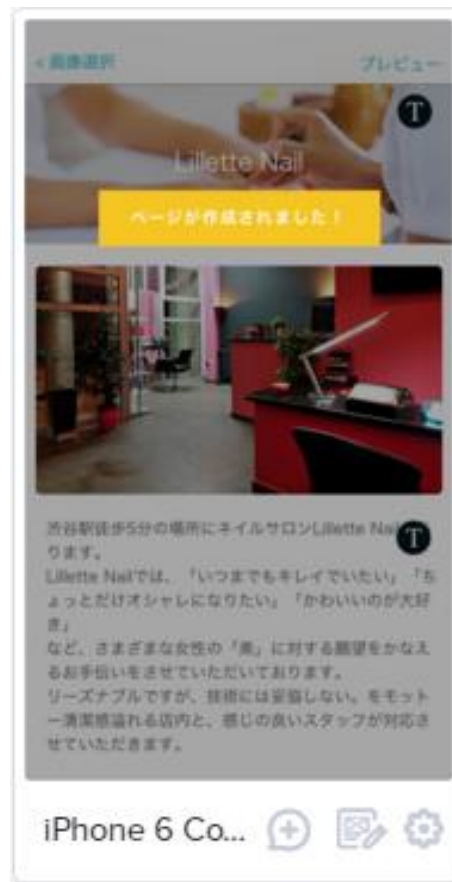 < 画像選択
プレビュー
T
Lillette Nail
ページが作成されました！
渋谷駅徒歩5分の場所にネイルサロンLillette Na
T
ります。
Lillette Nailでは、「いつまでもキレイでいたい」「ち
ょっとだけオシャレになりたい」「かわいいのが大好
き」
など、さまざまな女性の「美」に対する願望をかなえ
るお手伝いをさせていただいております。
リーズナブルですが、技術には妥協しない。をモット
ー清潔感溢れる店内と、感じの良いスタッフが対応さ
せていただきます。
iPhone 6 Co...